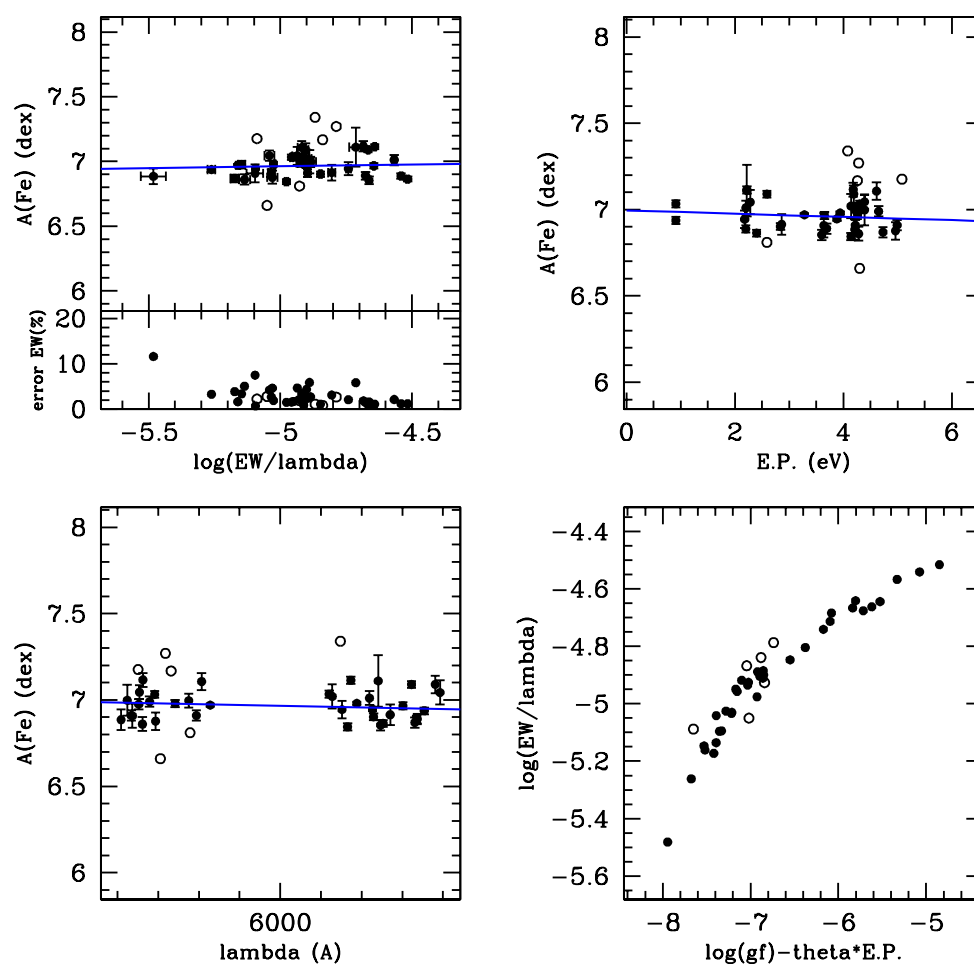 8
7.5
7
6.5
6
A(Fe) (dex)
20
10
0
error EW(%)
−5.5 −5 −4.5
log(EW/lambda)
8
7.5
7
6.5
6
A(Fe) (dex)
0 2 4 6
E.P. (eV)
8
7.5
7
6.5
6
A(Fe) (dex)
6000
lambda (A)
−4.4
−4.6
−4.8
−5
−5.2
−5.4
−5.6
log(EW/lambda)
−8 −7 −6 −5
log(gf)−theta*E.P.